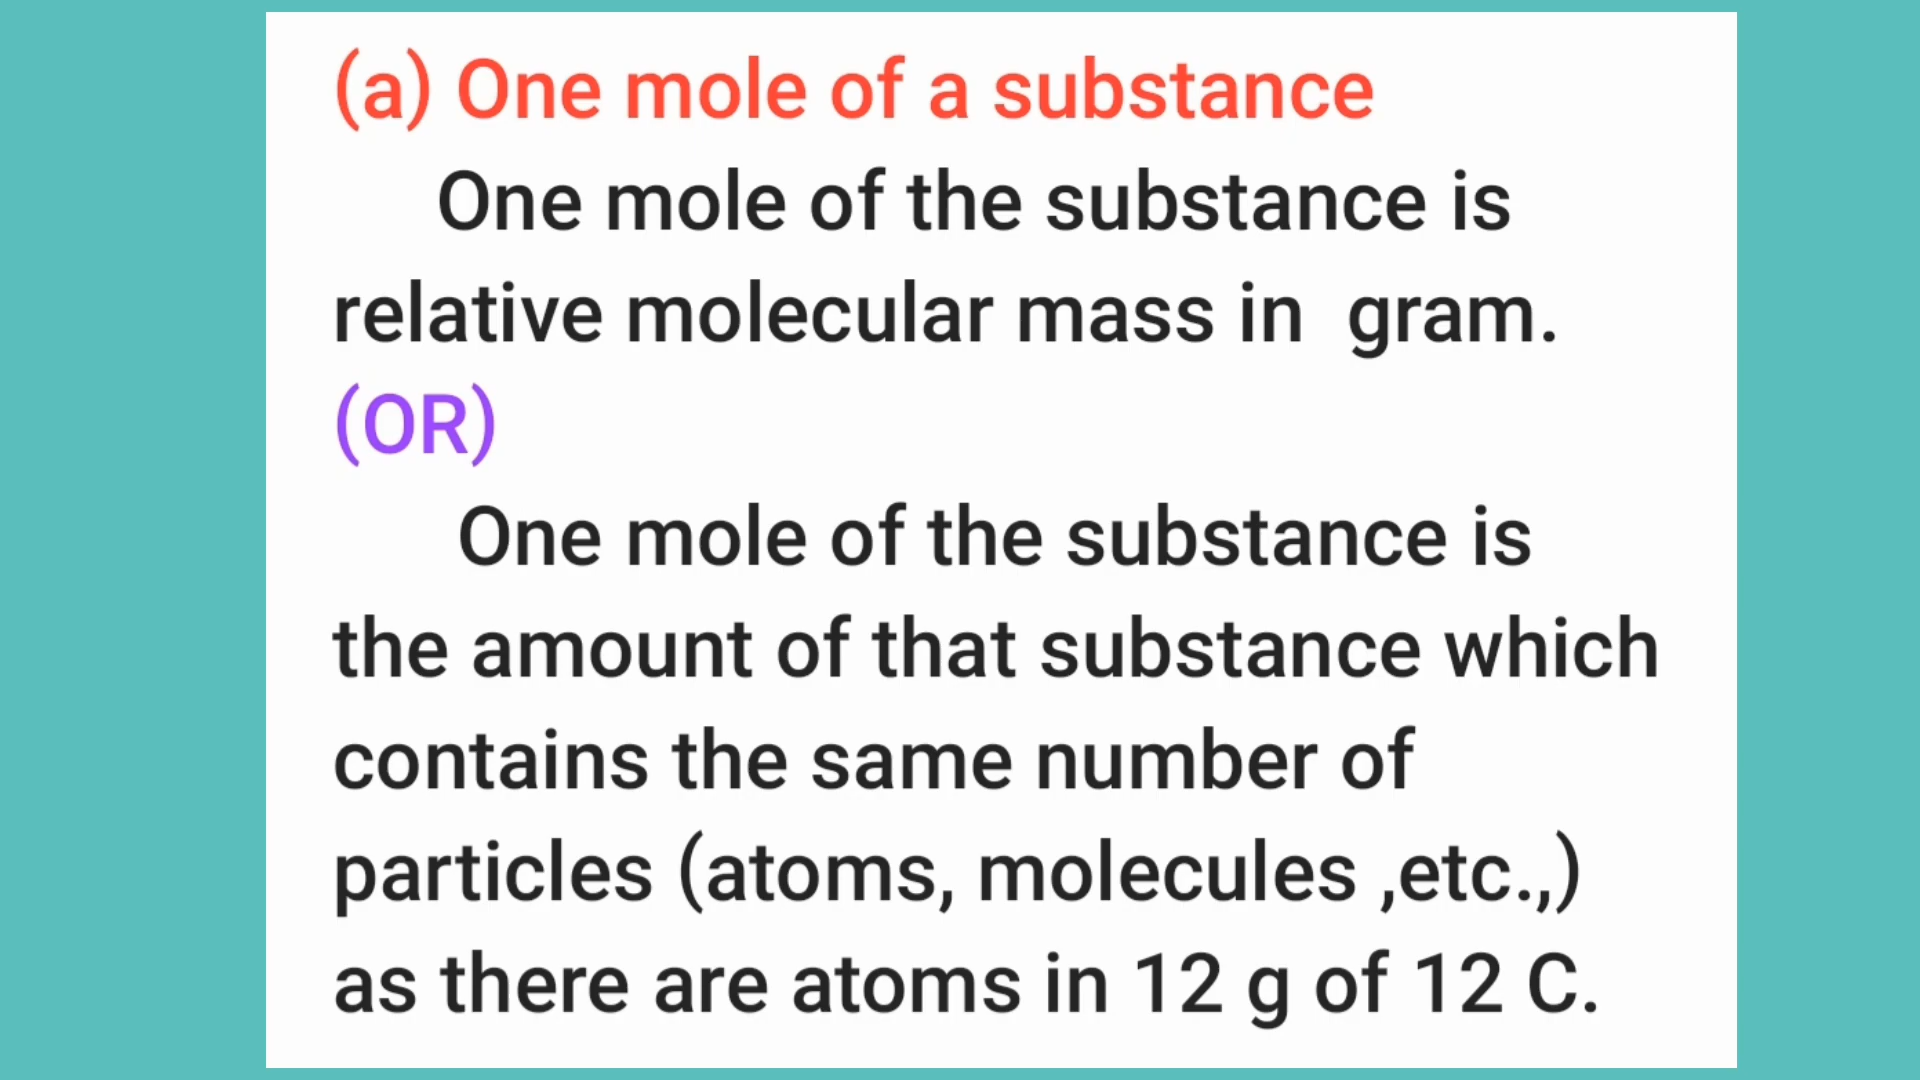 (a) One mole of a substance
One mole of the substance is
relative molecular mass in  gram.
(OR)
One mole of the substance is
the amount of that substance which
contains the same number of
particles (atoms, molecules ,etc.,)
as there are atoms in 12 g of 12 C.